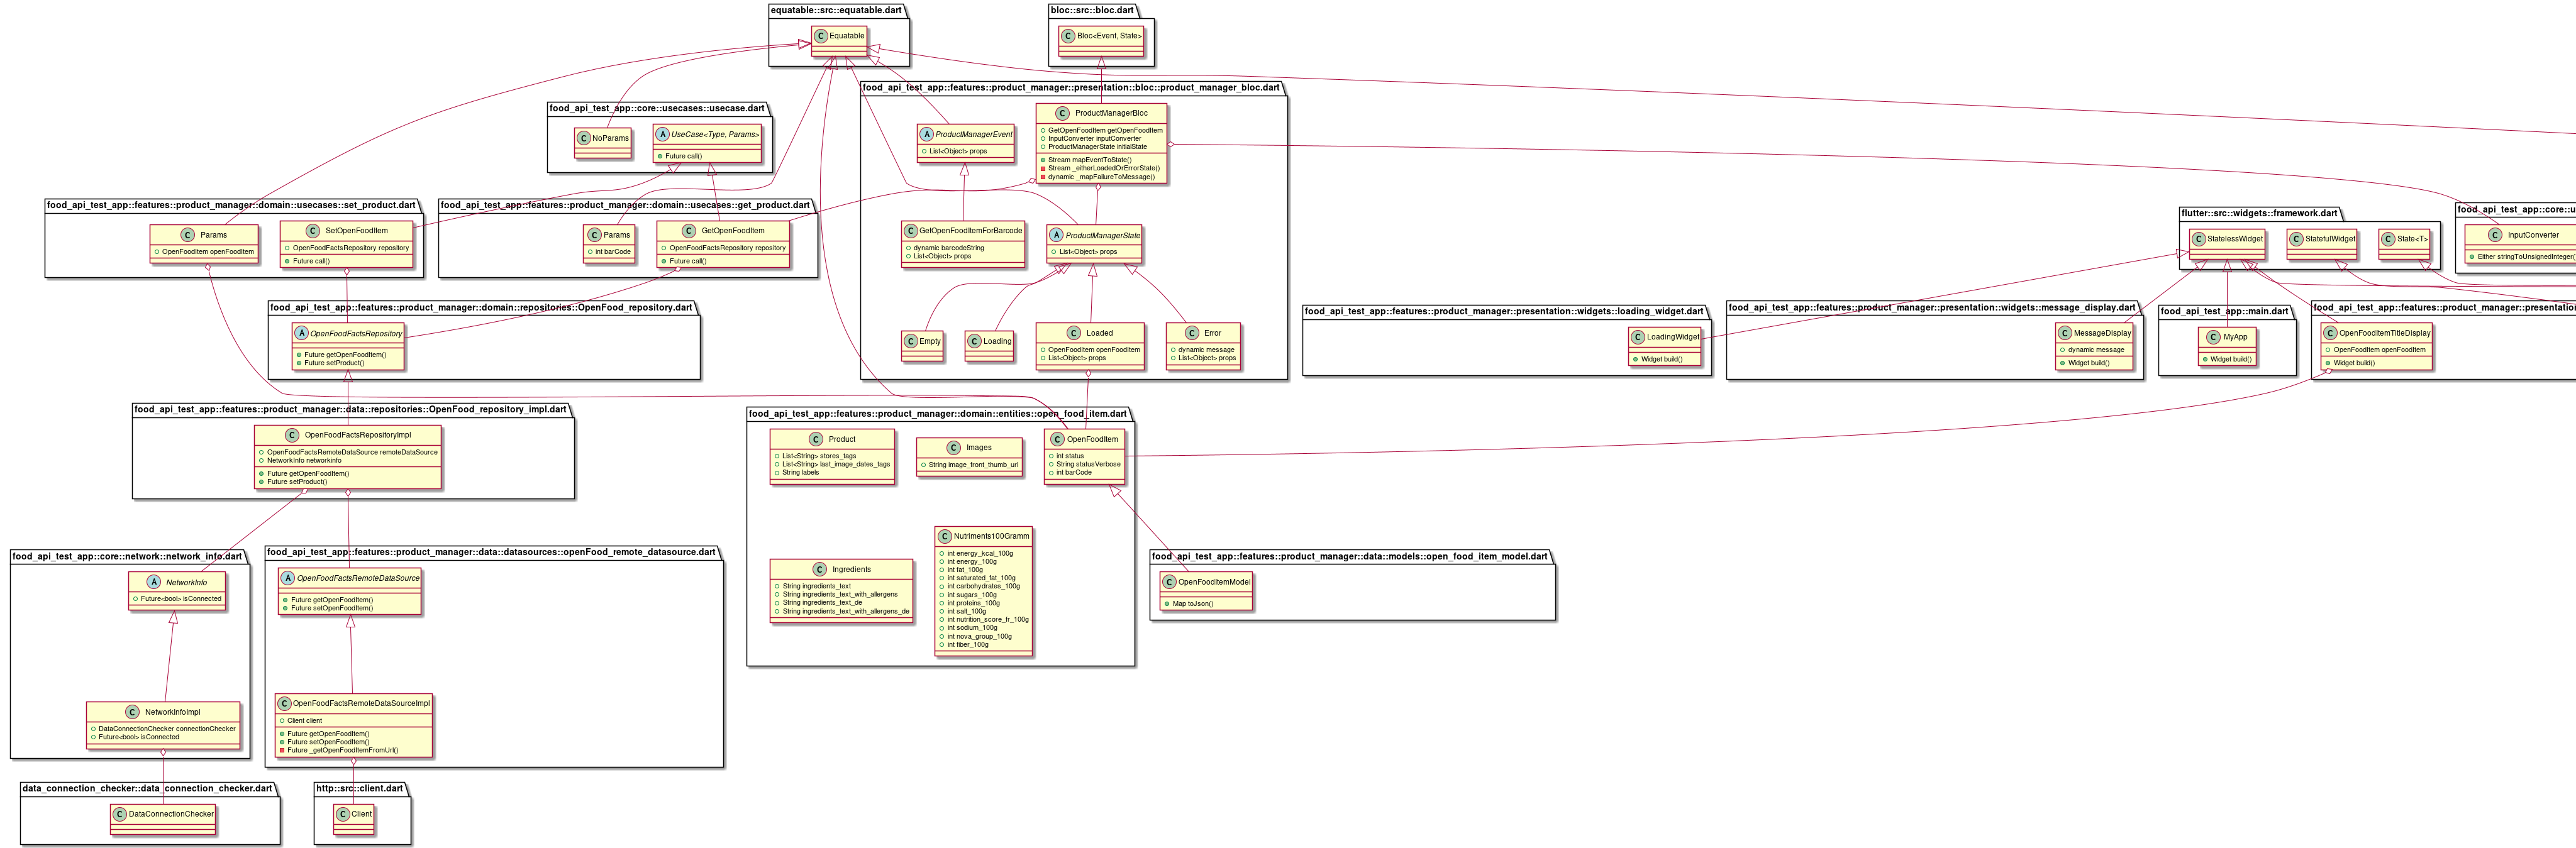 equatable::src::equatable.dart
C Equatable
bloc::src::bloc.dart
C Bloc<Event, State>
food_api_test_app::core::usecases::usecase.dart
C NoParams
A UseCase<Type, Params>
Future call()
food_api_test_app::features::product_manager::presentation::bloc::product_manager_bloc.dart
A ProductManagerEvent
List<Object> props
C ProductManagerBloc
GetOpenFoodItem getOpenFoodItem
InputConverter inputConverter
ProductManagerState initialState
Stream mapEventToState()
Stream _eitherLoadedOrErrorState()
dynamic _mapFailureToMessage()
C GetOpenFoodItemForBarcode
dynamic barcodeString
List<Object> props
A ProductManagerState
List<Object> props
C Empty
C Loading
C Loaded
OpenFoodItem openFoodItem
List<Object> props
C Error
dynamic message
List<Object> props
food_api_test_app::features::product_manager::domain::usecases::set_product.dart
C Params
OpenFoodItem openFoodItem
C SetOpenFoodItem
OpenFoodFactsRepository repository
Future call()
food_api_test_app::features::product_manager::domain::usecases::get_product.dart
C Params
int barCode
C GetOpenFoodItem
OpenFoodFactsRepository repository
Future call()
flutter::src::widgets::framework.dart
C StatelessWidget
C StatefulWidget
C State<T>
food_api_test_app::core::u
C InputConverter
Either stringToUnsignedInteger(
food_api_test_app::features::product_manager::domain::repositories::OpenFood_repository.dart
A OpenFoodFactsRepository
Future getOpenFoodItem()
Future setProduct()
food_api_test_app::features::product_manager::presentation::widgets::loading_widget.dart
C LoadingWidget
Widget build()
food_api_test_app::features::product_manager::presentation::widgets::message_display.dart
C MessageDisplay
dynamic message
Widget build()
food_api_test_app::main.dart
C MyApp
Widget build()
food_api_test_app::features::product_manager::presentation
C OpenFoodItemTitleDisplay
OpenFoodItem openFoodItem
Widget build()
food_api_test_app::features::product_manager::data::repositories::OpenFood_repository_impl.dart
C OpenFoodFactsRepositoryImpl
OpenFoodFactsRemoteDataSource remoteDataSource
NetworkInfo networkinfo
Future getOpenFoodItem()
Future setProduct()
food_api_test_app::features::product_manager::domain::entities::open_food_item.dart
C Product
List<String> stores_tags
List<String> last_image_dates_tags
String labels
C Images
String image_front_thumb_url
C OpenFoodItem
int status
String statusVerbose
int barCode
C Ingredients
String ingredients_text
String ingredients_text_with_allergens
String ingredients_text_de
String ingredients_text_with_allergens_de
C Nutriments100Gramm
int energy_kcal_100g
int energy_100g
int fat_100g
int saturated_fat_100g
int carbohydrates_100g
int sugars_100g
int proteins_100g
int salt_100g
int nutrition_score_fr_100g
int sodium_100g
int nova_group_100g
int fiber_100g
food_api_test_app::features::product_manager::data::models::open_food_item_model.dart
C OpenFoodItemModel
Map toJson()
food_api_test_app::core::network::network_info.dart
A NetworkInfo
Future<bool> isConnected
C NetworkInfoImpl
DataConnectionChecker connectionChecker
Future<bool> isConnected
food_api_test_app::features::product_manager::data::datasources::openFood_remote_datasource.dart
A OpenFoodFactsRemoteDataSource
Future getOpenFoodItem()
Future setOpenFoodItem()
C OpenFoodFactsRemoteDataSourceImpl
Client client
Future getOpenFoodItem()
Future setOpenFoodItem()
Future _getOpenFoodItemFromUrl()
data_connection_checker::data_connection_checker.dart
C DataConnectionChecker
http::src::client.dart
C Client